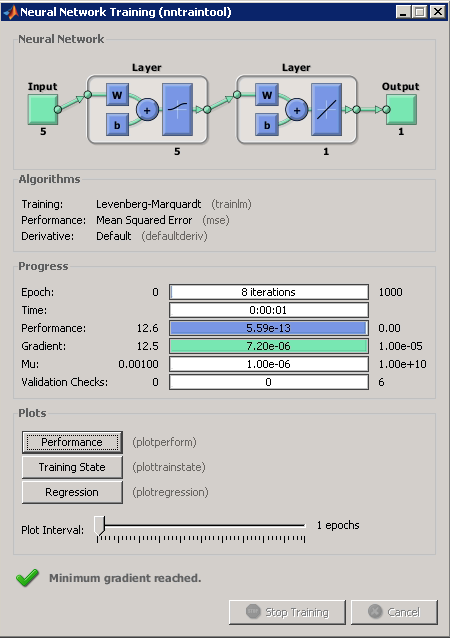 Neural Network Training (nntraintool)
Neural Network
Layer Layer
Input Output
W W
+ +
b b
5 1
5 1
Algorithms
Training: Levenberg-Marquardt (trainlm)
Performance: Mean Squared Error (mse)
Derivative: Default (defaultderiv)
Progress
Epoch: 0 8 iterations 1000
Time: 0:00:01
Performance: 12.6 5.59e-13 0.00
Gradient: 12.5 7.20e-06 1.00e-05
Mu: 0.00100 1.00e-06 1.00e+10
Validation Checks: 0 0 6
Plots
Performance (plotperform)
Training State (plottrainstate)
Regression (plotregression)
Plot Interval: 1 epochs
Minimum gradient reached.
Stop Training Cancel